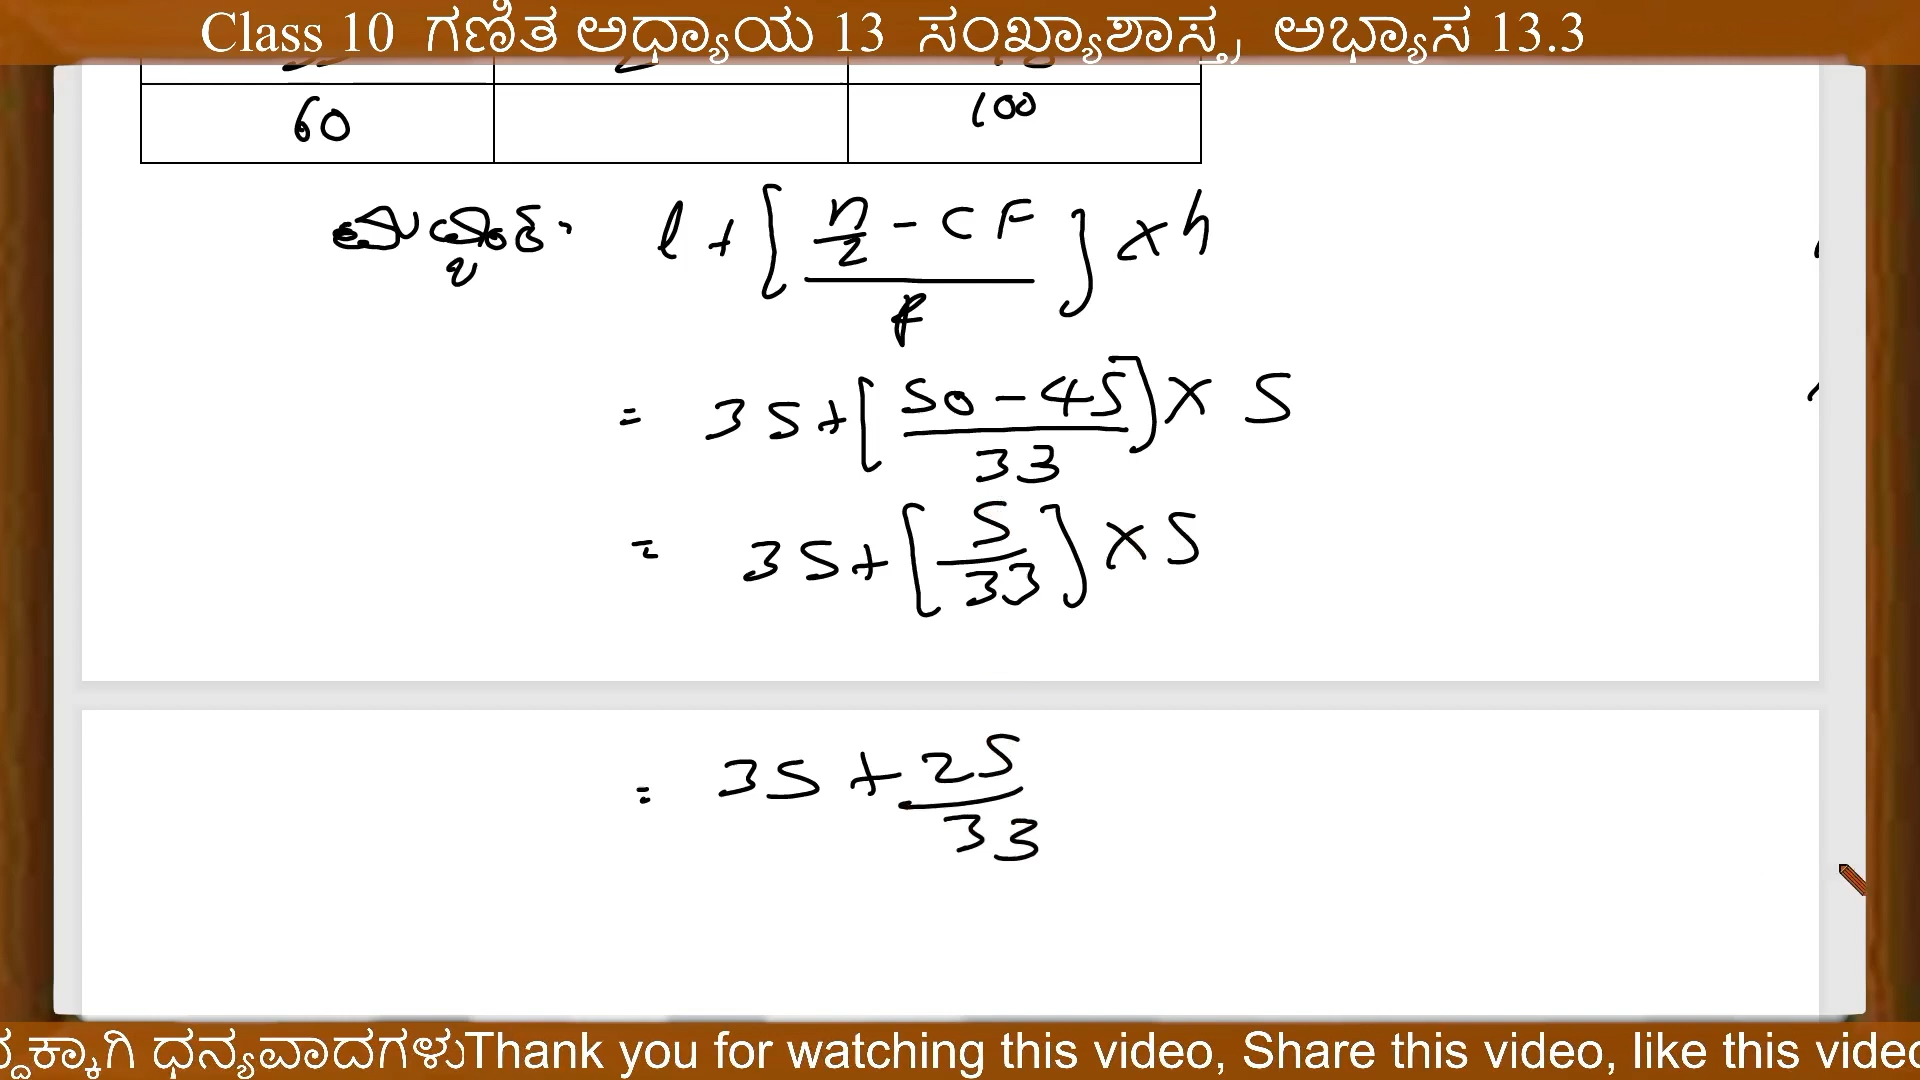 Class 10 ಗಣಿತ ಅಧ್ಯಾಯ 13 ಸಂಖ್ಯಾಶಾಸ್ತ್ರ, ಅಭ್ಯಾಸ 13.3
60 100
l + [ n/2 - CF / f ] × h
= 35 + [ 50 - 45 / 33 ] × 5
= 35 + [ 5 / 33 ] × 5
= 35 + 25 / 33
ಧನ್ಯವಾದಗಳು Thank you for watching this video, Share this video, like this